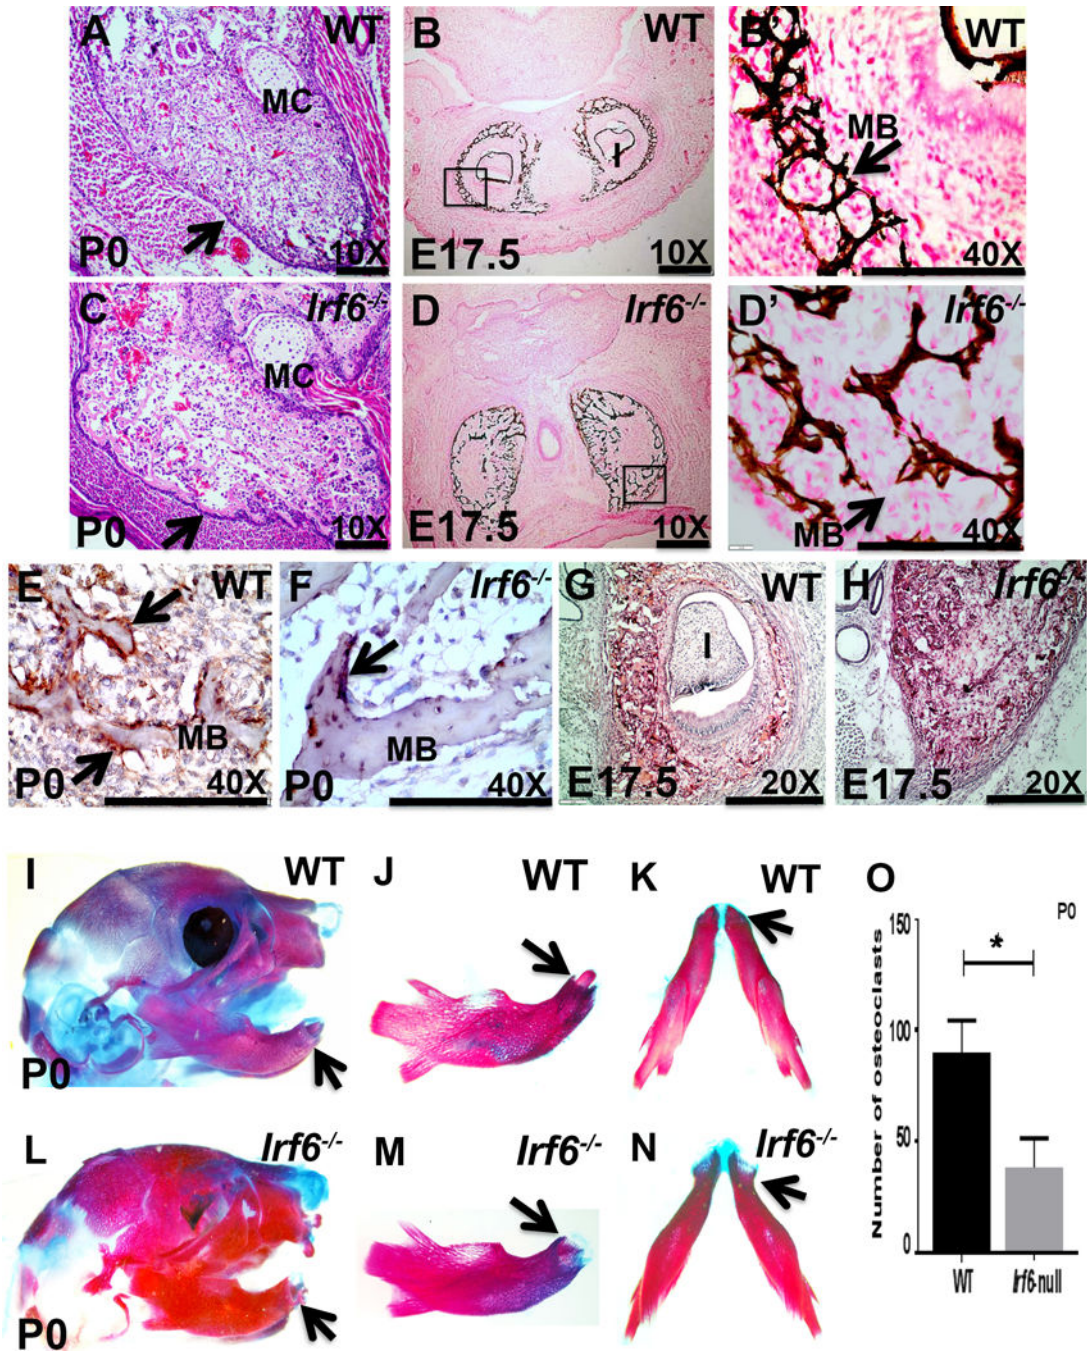 A WT
MC
P0 10X
B WT
I
E17.5 10X
B' WT
MB
40X
C Irf6-/-
MC
P0 10X
D Irf6-/-
E17.5 10X
D' Irf6-/-
MB 40X
E WT
MB
P0 40X
F Irf6-/-
MB
P0 40X
G WT
I
E17.5 20X
H Irf6-/-
E17.5 20X
I WT
P0
J WT
K WT
L Irf6-/-
P0
M Irf6-/-
N Irf6-/-
O
P0
Number of osteoclasts
150
100
50
0
*
WT Irf6-null